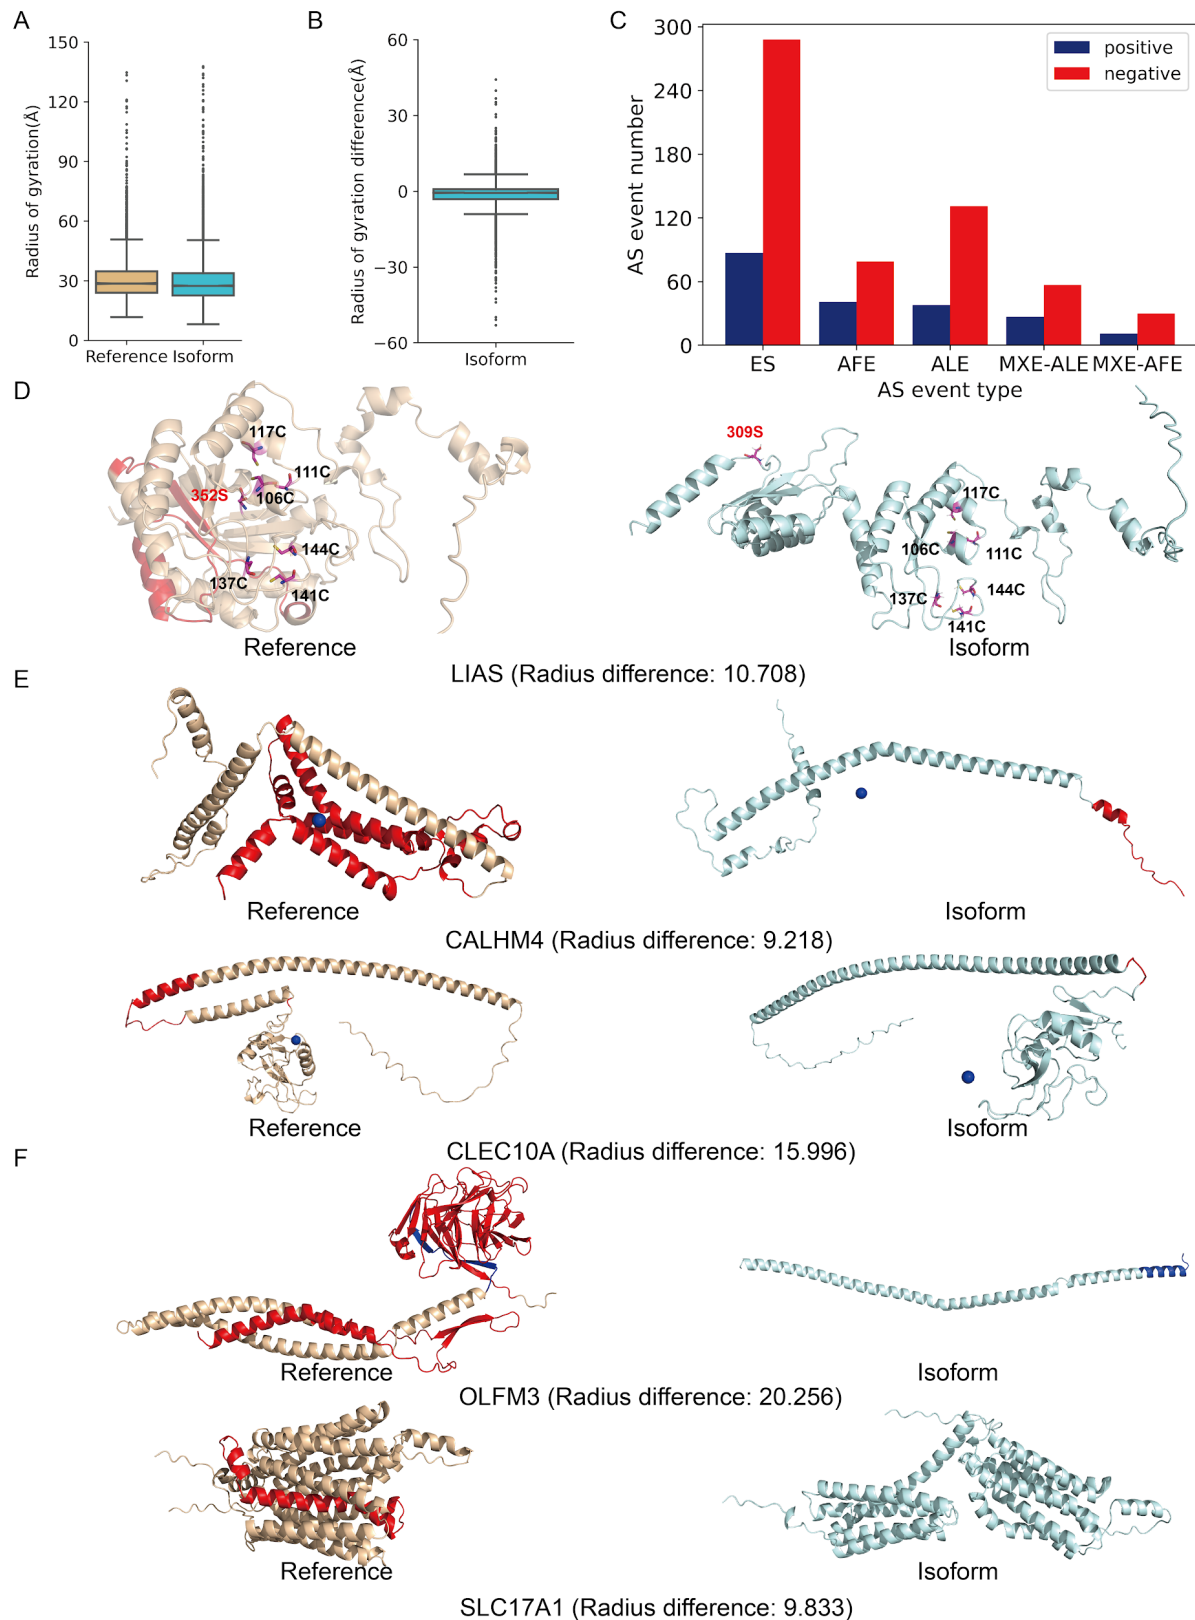 A
150
120
90
60
30
0
Radius of gyration(Å)
Reference Isoform
B
60
30
0
−30
−60
Radius of gyration difference(Å)
Isoform
C
300
240
180
120
60
0
AS event number
positive
negative
ES AFE ALE MXE-ALE MXE-AFE
AS event type
D
117C
111C
352S
106C
144C
137C
141C
Reference
309S
117C
106C
111C
137C
144C
141C
Isoform
LIAS (Radius difference: 10.708)
E
Reference
Isoform
CALHM4 (Radius difference: 9.218)
Reference
Isoform
CLEC10A (Radius difference: 15.996)
F
Reference
Isoform
OLFM3 (Radius difference: 20.256)
Reference
Isoform
SLC17A1 (Radius difference: 9.833)